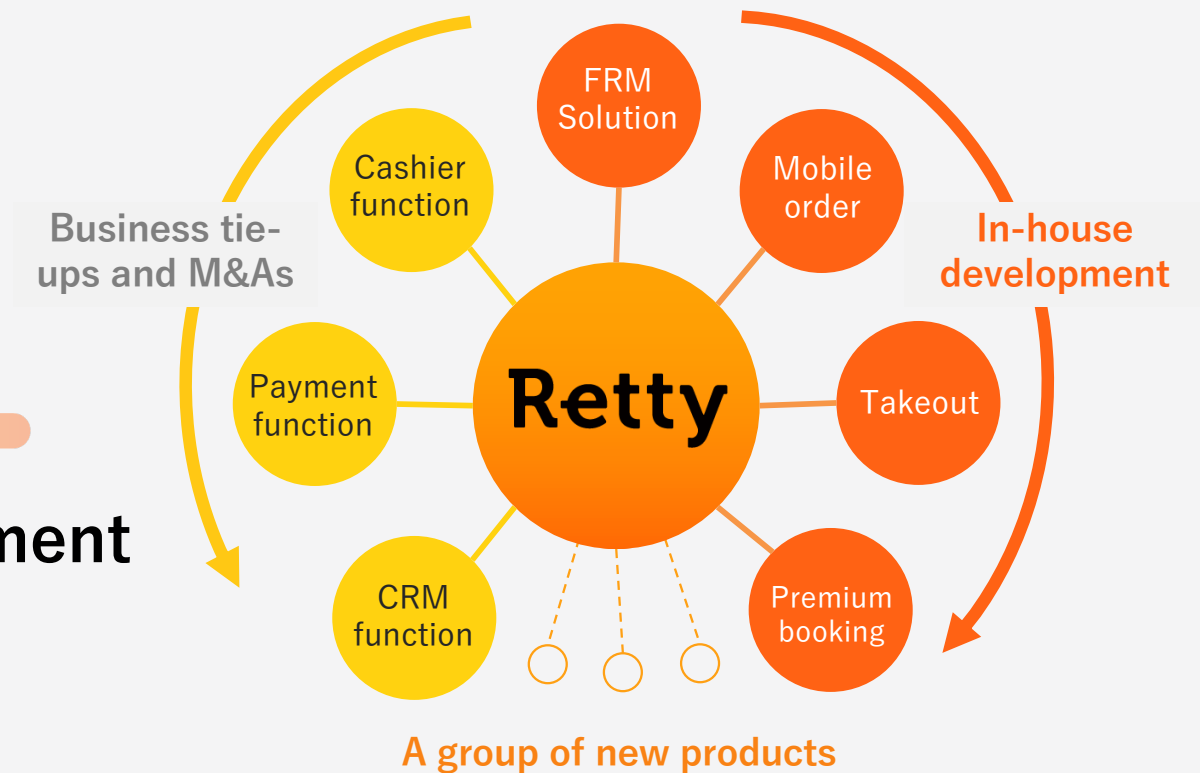 FRM
Solution
Cashier
function
Mobile
order
Business tie-
ups and M&As
In-house
development
Payment
function
Retty
Takeout
ment
CRM
function
Premium
booking
A group of new products